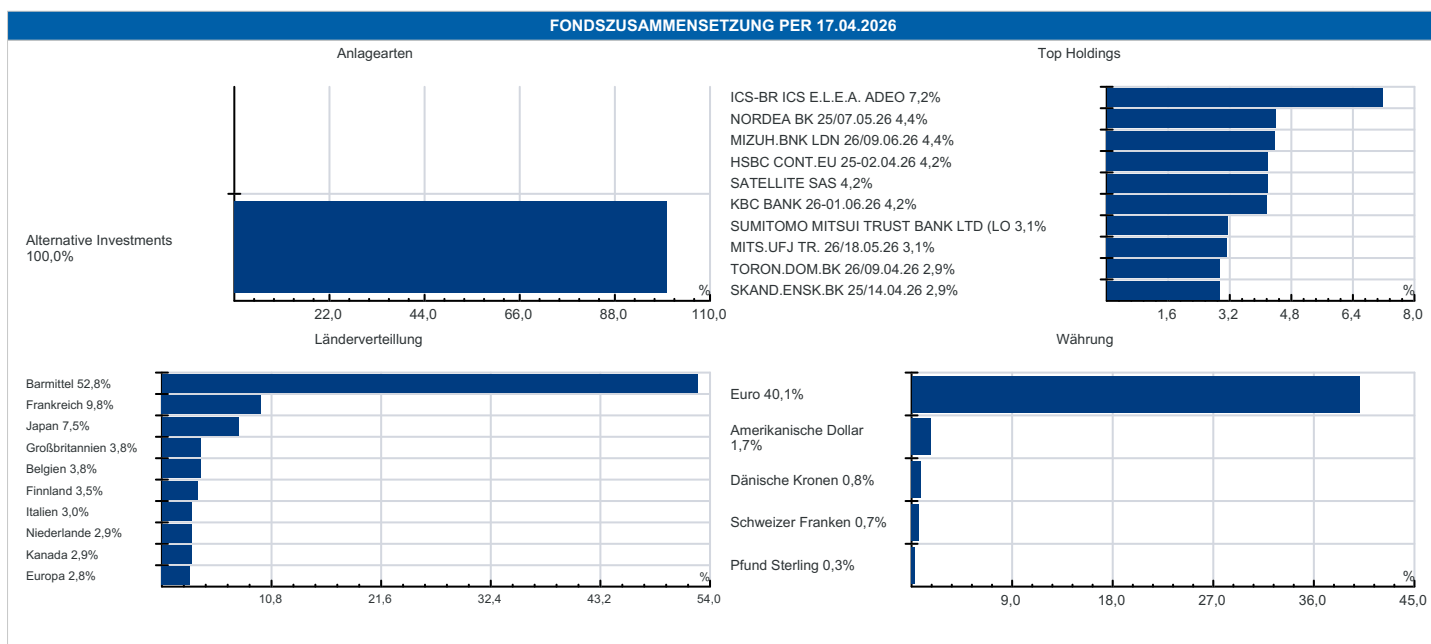 FONDSZUSAMMENSETZUNG PER 17.04.2026
Anlagearten
Alternative Investments
100,0%
%
22,0 44,0 66,0 88,0 110,0
Top Holdings
ICS-BR ICS E.L.E.A. ADEO 7,2%
NORDEA BK 25/07.05.26 4,4%
MIZUH.BNK LDN 26/09.06.26 4,4%
HSBC CONT.EU 25-02.04.26 4,2%
SATELLITE SAS 4,2%
KBC BANK 26-01.06.26 4,2%
SUMITOMO MITSUI TRUST BANK LTD (LO 3,1%
MITS.UFJ TR. 26/18.05.26 3,1%
TORON.DOM.BK 26/09.04.26 2,9%
SKAND.ENSK.BK 25/14.04.26 2,9%
%
1,6 3,2 4,8 6,4 8,0
Länderverteillung
Barmittel 52,8%
Frankreich 9,8%
Japan 7,5%
Großbritannien 3,8%
Belgien 3,8%
Finnland 3,5%
Italien 3,0%
Niederlande 2,9%
Kanada 2,9%
Europa 2,8%
%
10,8 21,6 32,4 43,2 54,0
Währung
Euro 40,1%
Amerikanische Dollar
1,7%
Dänische Kronen 0,8%
Schweizer Franken 0,7%
Pfund Sterling 0,3%
%
9,0 18,0 27,0 36,0 45,0